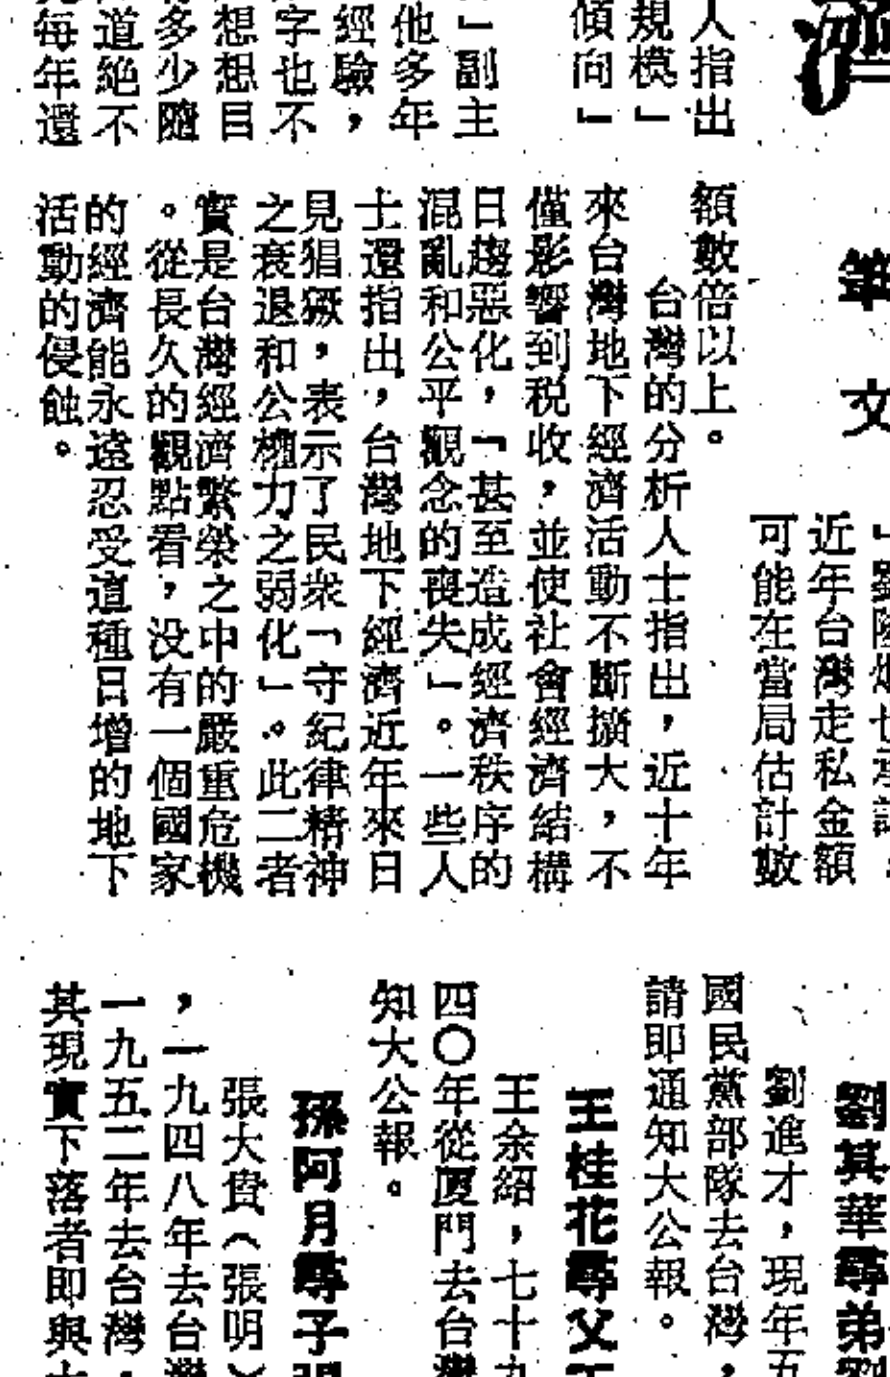 人指出
規模」
傾向」
」副主
他多年
經驗，
字也不
想想目
多少隨
道絕不
每年還
筆文
近年台灣走私金額
可能在當局估計數
額數倍以上。
台灣的分析人士指出，近十年
來台灣地下經濟活動不斷擴大，不
僅影響到税收，並使社會經濟結構
日趨惡化，「甚至造成經濟秩序的
混亂和公平觀念的喪失」。一些人
士還指出，台灣地下經濟近年來日
見猖獗，表示了民衆「守紀律精神
之衰退和公權力之弱化」。此二者
實是台灣經濟繁榮之中的嚴重危機
。從長久的觀點看，没有一個國家
的經濟能永遠忍受這種日增的地下
活動的侵蝕。
劉其華尋弟劉
劉進才，現年五
國民黨部隊去台灣，
請即通知大公報。
王桂花尋父王
王余紹，七十九
四〇年從厦門去台灣
知大公報。
孫阿月尋子張
張大貴（張明）
，一九四八年去台灣
一九五二年去台灣，
其現實下落者即與大